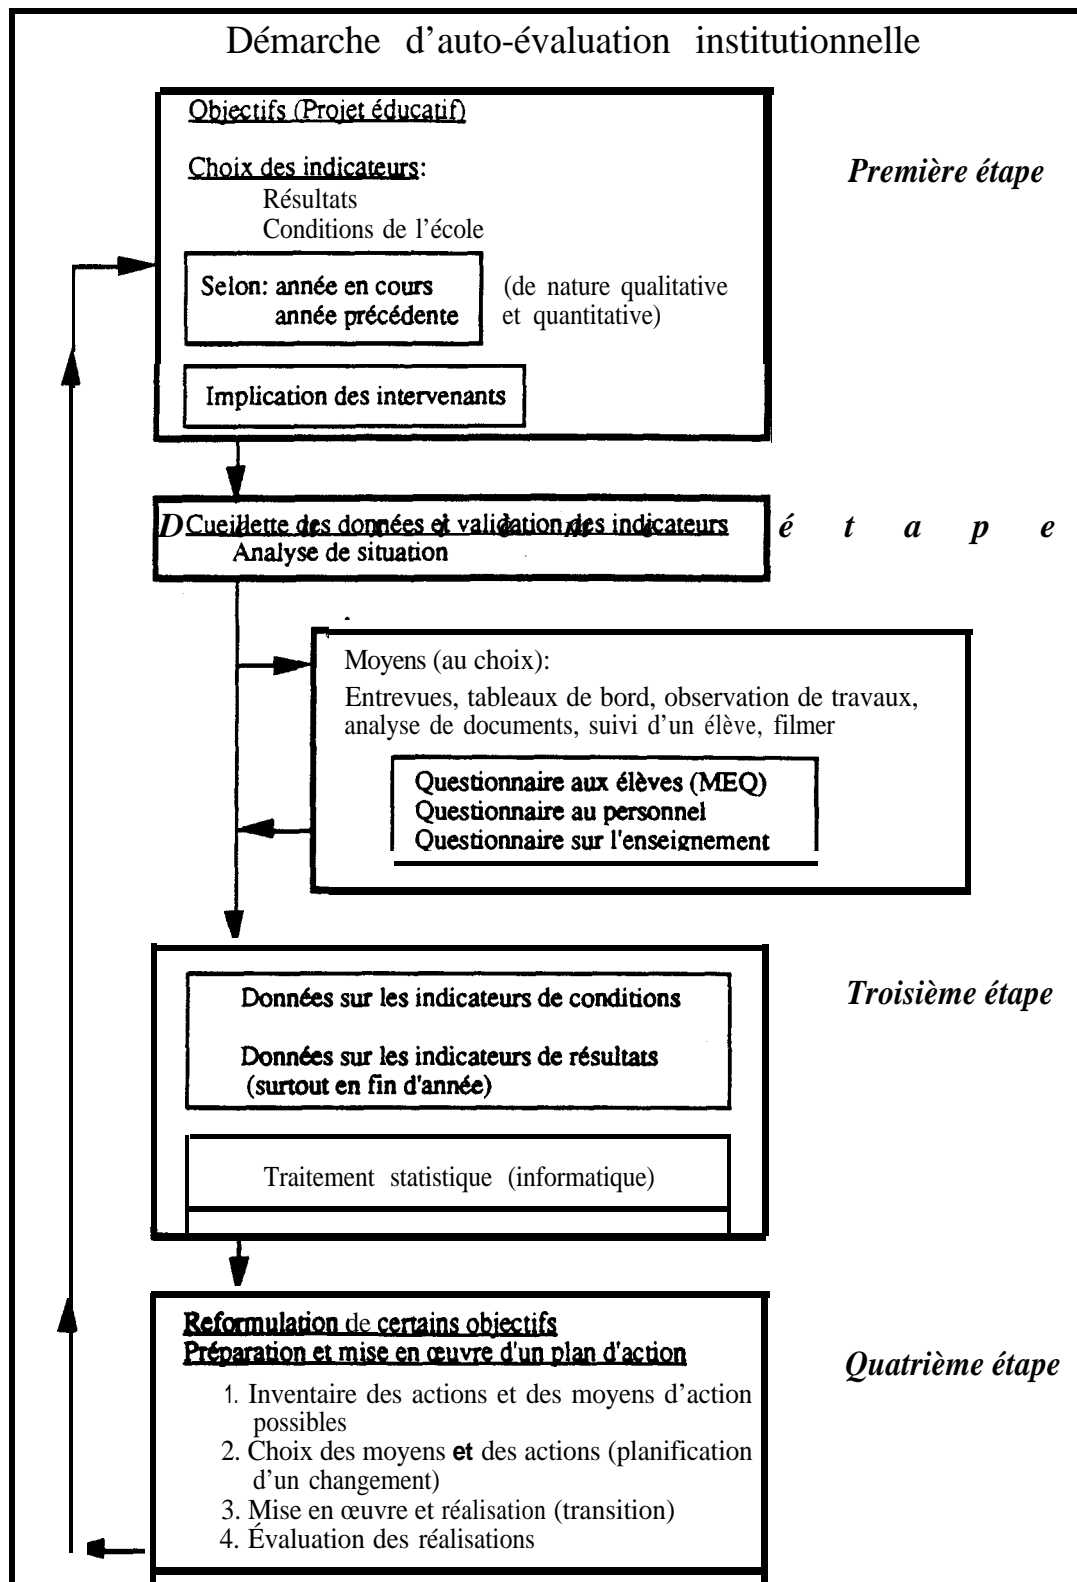 Démarche d'auto-évaluation institutionnelle
Objectifs (Projet éducatif)
Choix des indicateurs:
Résultats
Conditions de l'école
Première étape
Selon: année en cours
année précédente
(de nature qualitative
et quantitative)
Implication des intervenants
Cueillette des données et validation des indicateurs
Deuxième étape
Analyse de situation
Moyens (au choix):
Entrevues, tableaux de bord, observation de travaux,
analyse de documents, suivi d'un élève, filmer
Questionnaire aux élèves (MEQ)
Questionnaire au personnel
Questionnaire sur l'enseignement
Données sur les indicateurs de conditions
Troisième étape
Données sur les indicateurs de résultats
(surtout en fin d'année)
Traitement statistique (informatique)
Reformulation de certains objectifs
Préparation et mise en œuvre d'un plan d'action
Quatrième étape
1. Inventaire des actions et des moyens d'action
possibles
2. Choix des moyens et des actions (planification
d'un changement)
3. Mise en œuvre et réalisation (transition)
4. Évaluation des réalisations